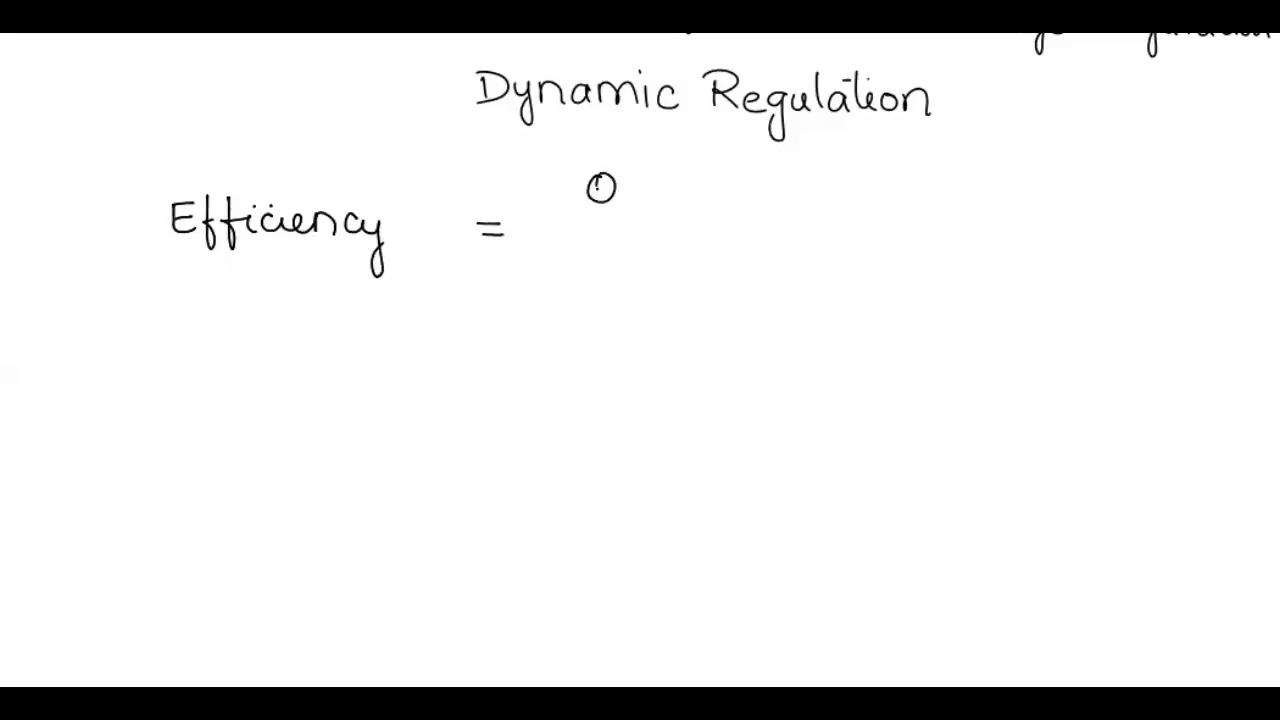 Dynamic Regulation
Efficiency = O